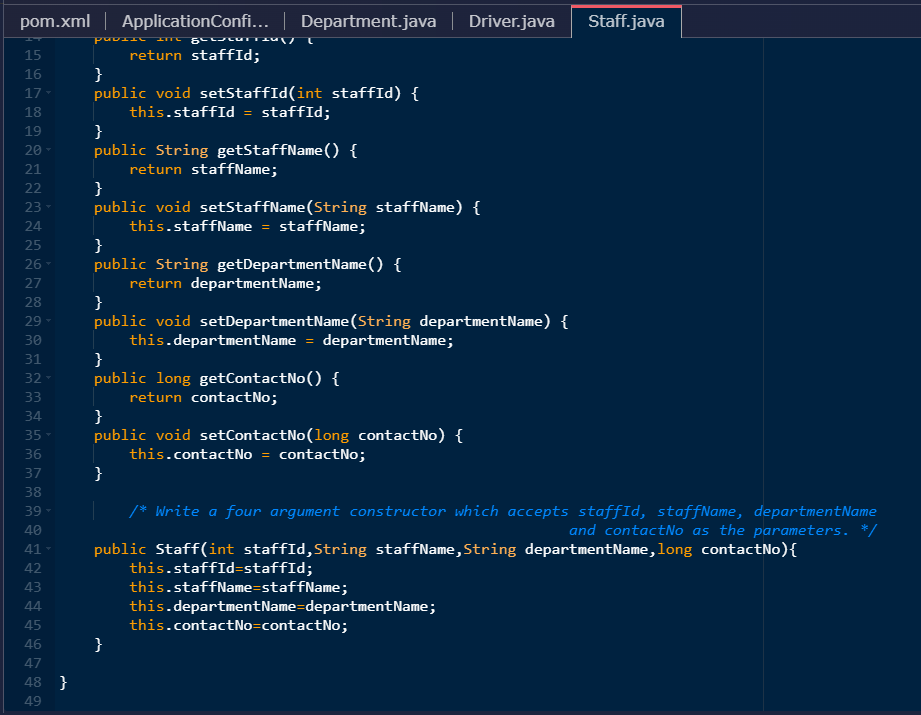 pom.xml ApplicationConfi... Department.java Driver.java Staff.java
14 public int getStaffId() {
15 return staffId;
16 }
17 public void setStaffId(int staffId) {
18 this.staffId = staffId;
19 }
20 public String getStaffName() {
21 return staffName;
22 }
23 public void setStaffName(String staffName) {
24 this.staffName = staffName;
25 }
26 public String getDepartmentName() {
27 return departmentName;
28 }
29 public void setDepartmentName(String departmentName) {
30 this.departmentName = departmentName;
31 }
32 public long getContactNo() {
33 return contactNo;
34 }
35 public void setContactNo(long contactNo) {
36 this.contactNo = contactNo;
37 }
38
39 /* Write a four argument constructor which accepts staffId, staffName, departmentName
40 and contactNo as the parameters. */
41 public Staff(int staffId,String staffName,String departmentName,long contactNo){
42 this.staffId=staffId;
43 this.staffName=staffName;
44 this.departmentName=departmentName;
45 this.contactNo=contactNo;
46 }
47
48 }
49